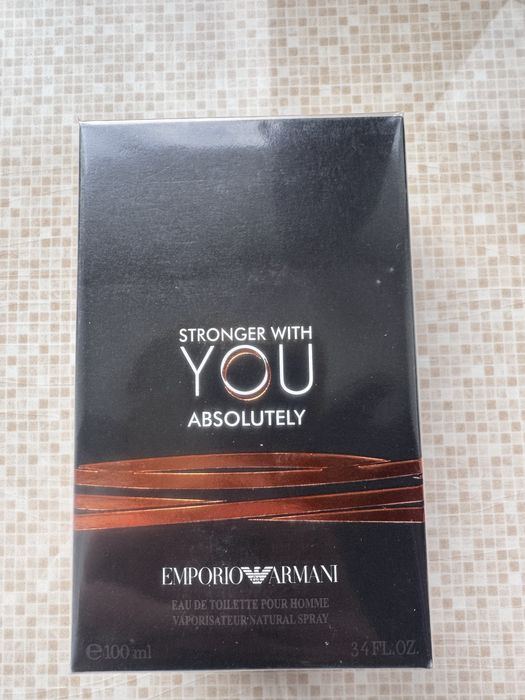 STRONGER WITH
YOU
ABSOLUTELY
EMPORIO ARMANI
EAU DE TOILETTE POUR HOMME
VAPORISATEUR NATURAL SPRAY
℮100 ml 3.4 FL.OZ.